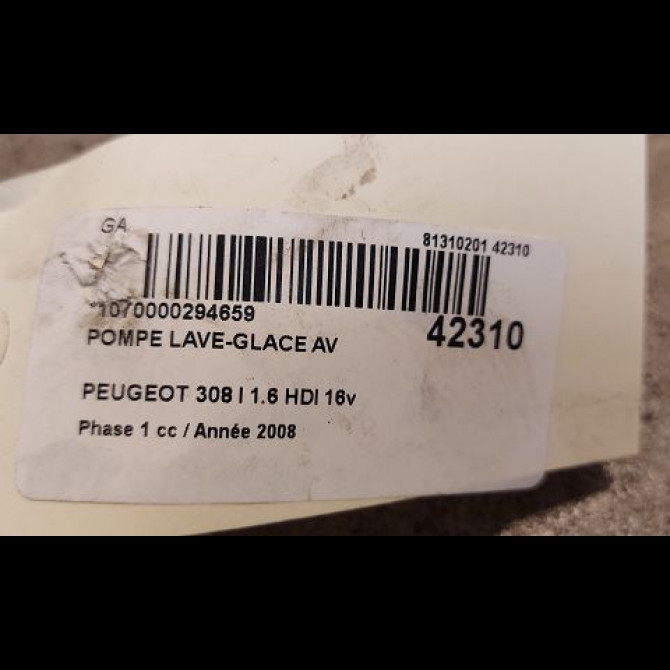 GA
81310201 42310
*1070000294659
42310
POMPE LAVE-GLACE AV
PEUGEOT 308 I 1.6 HDI 16v
Phase 1 cc / Année 2008